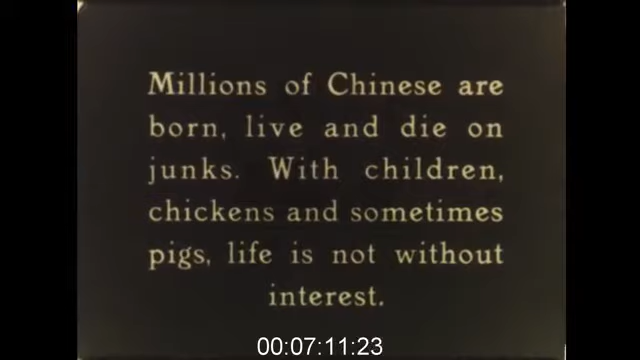 Millions of Chinese are
born, live and die on
junks. With children,
chickens and sometimes
pigs, life is not without
interest.
00:07:11:23